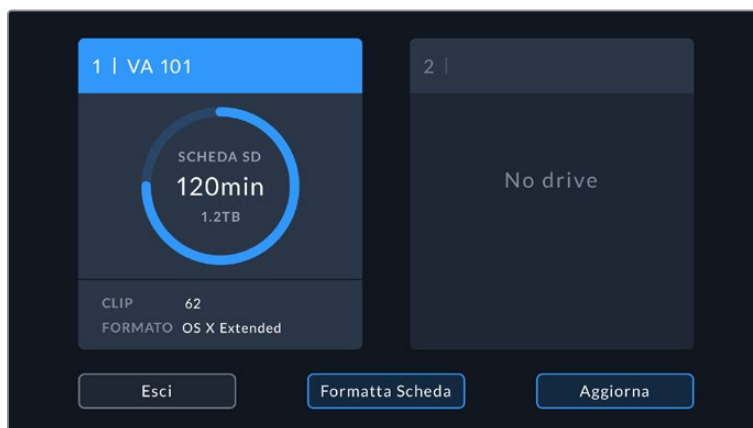 1 | VA 101
SCHEDA SD
120min
1.2TB
CLIP 62
FORMATO OS X Extended
2 |
No drive
Esci
Formatta Scheda
Aggiorna